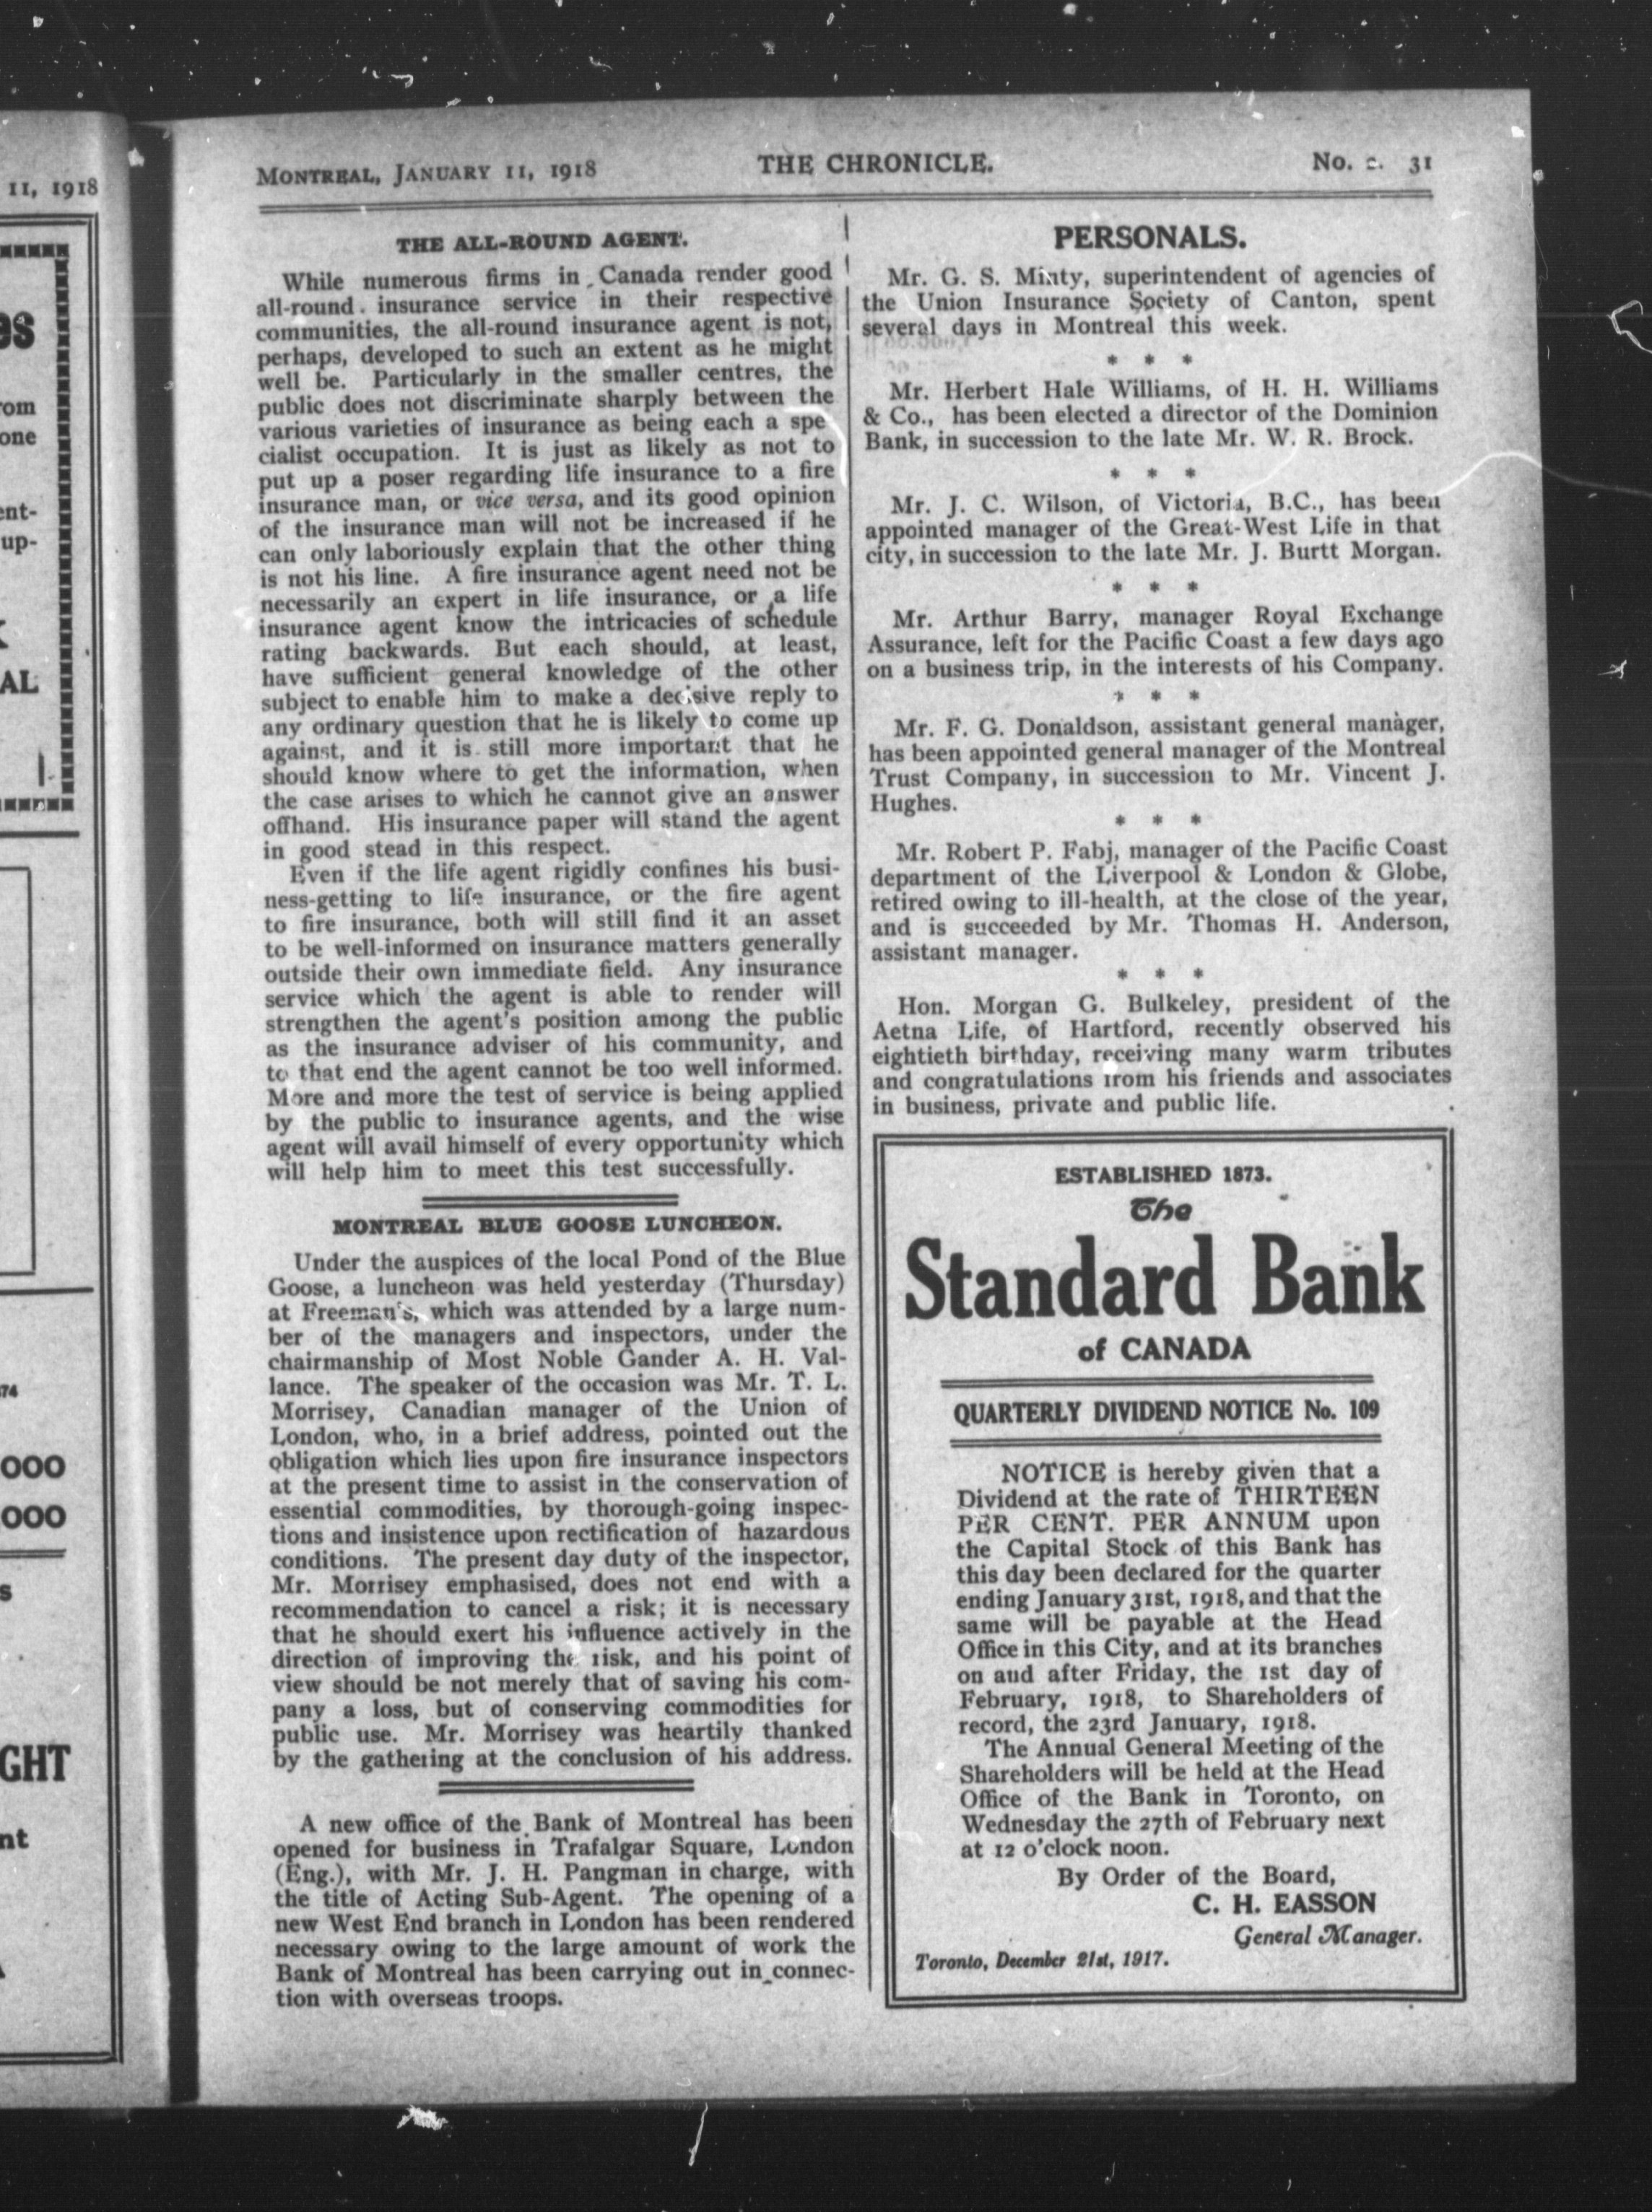 11, 1918
es
rom
one
ent-
up-
AL
74
000
000
s
GHT
nt
MONTREAL, JANUARY 11, 1918 THE CHRONICLE. No. 2. 31
THE ALL-ROUND AGENT.
While numerous firms in Canada render good
all-round insurance service in their respective
communities, the all-round insurance agent is not,
perhaps, developed to such an extent as he might
well be. Particularly in the smaller centres, the
public does not discriminate sharply between the
various varieties of insurance as being each a spe
cialist occupation. It is just as likely as not to
put up a poser regarding life insurance to a fire
insurance man, or vice versa, and its good opinion
of the insurance man will not be increased if he
can only laboriously explain that the other thing
is not his line. A fire insurance agent need not be
necessarily an expert in life insurance, or a life
insurance agent know the intricacies of schedule
rating backwards. But each should, at least,
have sufficient general knowledge of the other
subject to enable him to make a decisive reply to
any ordinary question that he is likely to come up
against, and it is still more important that he
should know where to get the information, when
the case arises to which he cannot give an answer
offhand. His insurance paper will stand the agent
in good stead in this respect.
Even if the life agent rigidly confines his busi-
ness-getting to life insurance, or the fire agent
to fire insurance, both will still find it an asset
to be well-informed on insurance matters generally
outside their own immediate field. Any insurance
service which the agent is able to render will
strengthen the agent's position among the public
as the insurance adviser of his community, and
to that end the agent cannot be too well informed.
More and more the test of service is being applied
by the public to insurance agents, and the wise
agent will avail himself of every opportunity which
will help him to meet this test successfully.
MONTREAL BLUE GOOSE LUNCHEON.
Under the auspices of the local Pond of the Blue
Goose, a luncheon was held yesterday (Thursday)
at Freeman's, which was attended by a large num-
ber of the managers and inspectors, under the
chairmanship of Most Noble Gander A. H. Val-
lance. The speaker of the occasion was Mr. T. L.
Morrisey, Canadian manager of the Union of
London, who, in a brief address, pointed out the
obligation which lies upon fire insurance inspectors
at the present time to assist in the conservation of
essential commodities, by thorough-going inspec-
tions and insistence upon rectification of hazardous
conditions. The present day duty of the inspector,
Mr. Morrisey emphasised, does not end with a
recommendation to cancel a risk; it is necessary
that he should exert his influence actively in the
direction of improving the risk, and his point of
view should be not merely that of saving his com-
pany a loss, but of conserving commodities for
public use. Mr. Morrisey was heartily thanked
by the gathering at the conclusion of his address.
A new office of the Bank of Montreal has been
opened for business in Trafalgar Square, London
(Eng.), with Mr. J. H. Pangman in charge, with
the title of Acting Sub-Agent. The opening of a
new West End branch in London has been rendered
necessary owing to the large amount of work the
Bank of Montreal has been carrying out in connec-
tion with overseas troops.
PERSONALS.
Mr. G. S. Minty, superintendent of agencies of
the Union Insurance Society of Canton, spent
several days in Montreal this week.
* * *
Mr. Herbert Hale Williams, of H. H. Williams
& Co., has been elected a director of the Dominion
Bank, in succession to the late Mr. W. R. Brock.
* * *
Mr. J. C. Wilson, of Victoria, B.C., has been
appointed manager of the Great-West Life in that
city, in succession to the late Mr. J. Burtt Morgan.
* * *
Mr. Arthur Barry, manager Royal Exchange
Assurance, left for the Pacific Coast a few days ago
on a business trip, in the interests of his Company.
* * *
Mr. F. G. Donaldson, assistant general manager,
has been appointed general manager of the Montreal
Trust Company, in succession to Mr. Vincent J.
Hughes.
* * *
Mr. Robert P. Fabj, manager of the Pacific Coast
department of the Liverpool & London & Globe,
retired owing to ill-health, at the close of the year,
and is succeeded by Mr. Thomas H. Anderson,
assistant manager.
* * *
Hon. Morgan G. Bulkeley, president of the
Aetna Life, of Hartford, recently observed his
eightieth birthday, receiving many warm tributes
and congratulations from his friends and associates
in business, private and public life.
ESTABLISHED 1873.
The
Standard Bank
of CANADA
QUARTERLY DIVIDEND NOTICE No. 109
NOTICE is hereby given that a
Dividend at the rate of THIRTEEN
PER CENT. PER ANNUM upon
the Capital Stock of this Bank has
this day been declared for the quarter
ending January 31st, 1918, and that the
same will be payable at the Head
Office in this City, and at its branches
on and after Friday, the 1st day of
February, 1918, to Shareholders of
record, the 23rd January, 1918.
The Annual General Meeting of the
Shareholders will be held at the Head
Office of the Bank in Toronto, on
Wednesday the 27th of February next
at 12 o'clock noon.
By Order of the Board,
C. H. EASSON
General Manager.
Toronto, December 21st, 1917.